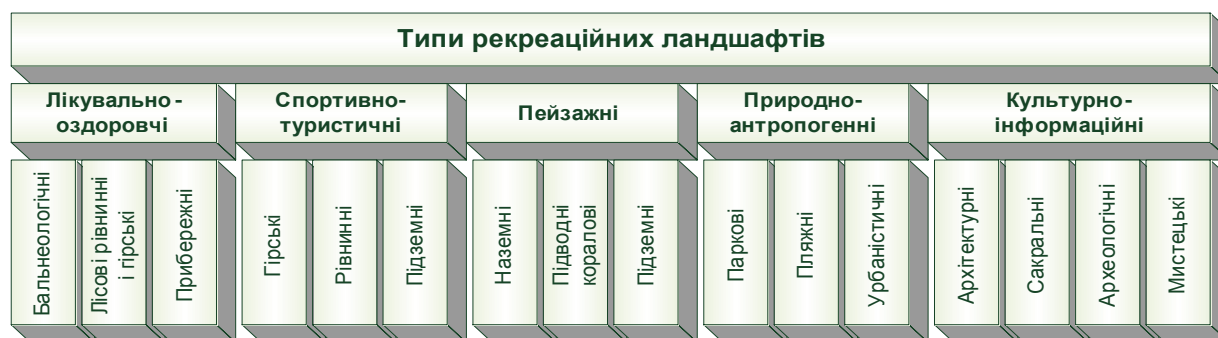 Типи рекреаційних ландшафтів
Лікувально-
оздоровчі
Спортивно-
туристичні
Пейзажні
Природно-
антропогенні
Культурно-
інформаційні
Бальнеологічні
Лісові рівнинні
і гірські
Прибережні
Гірські
Рівнинні
Підземні
Наземні
Підводні
коралові
Підземні
Паркові
Пляжні
Урбаністичні
Архітектурні
Сакральні
Археологічні
Мистецькі